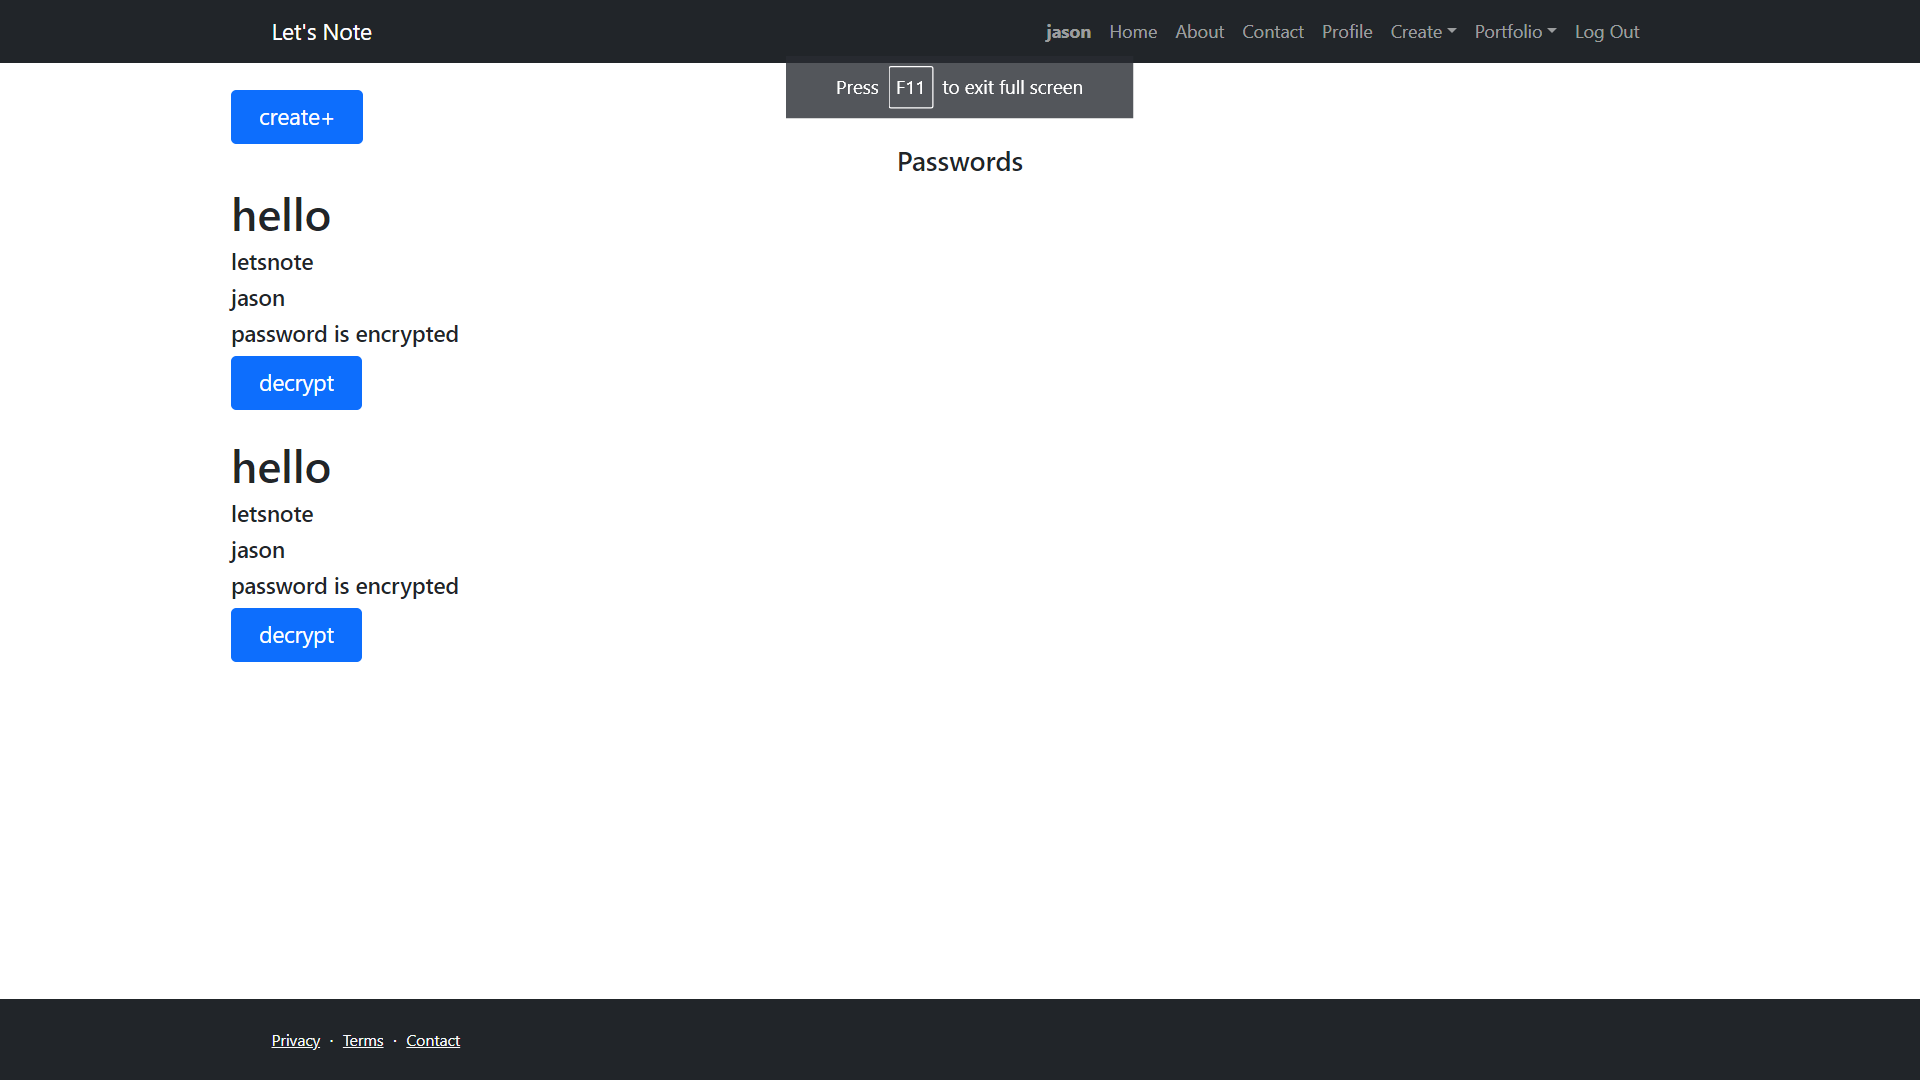 Let's Note
jason Home About Contact Profile Create Portfolio Log Out
Press F11 to exit full screen
create+
Passwords
hello
letsnote
jason
password is encrypted
decrypt
hello
letsnote
jason
password is encrypted
decrypt
Privacy · Terms · Contact